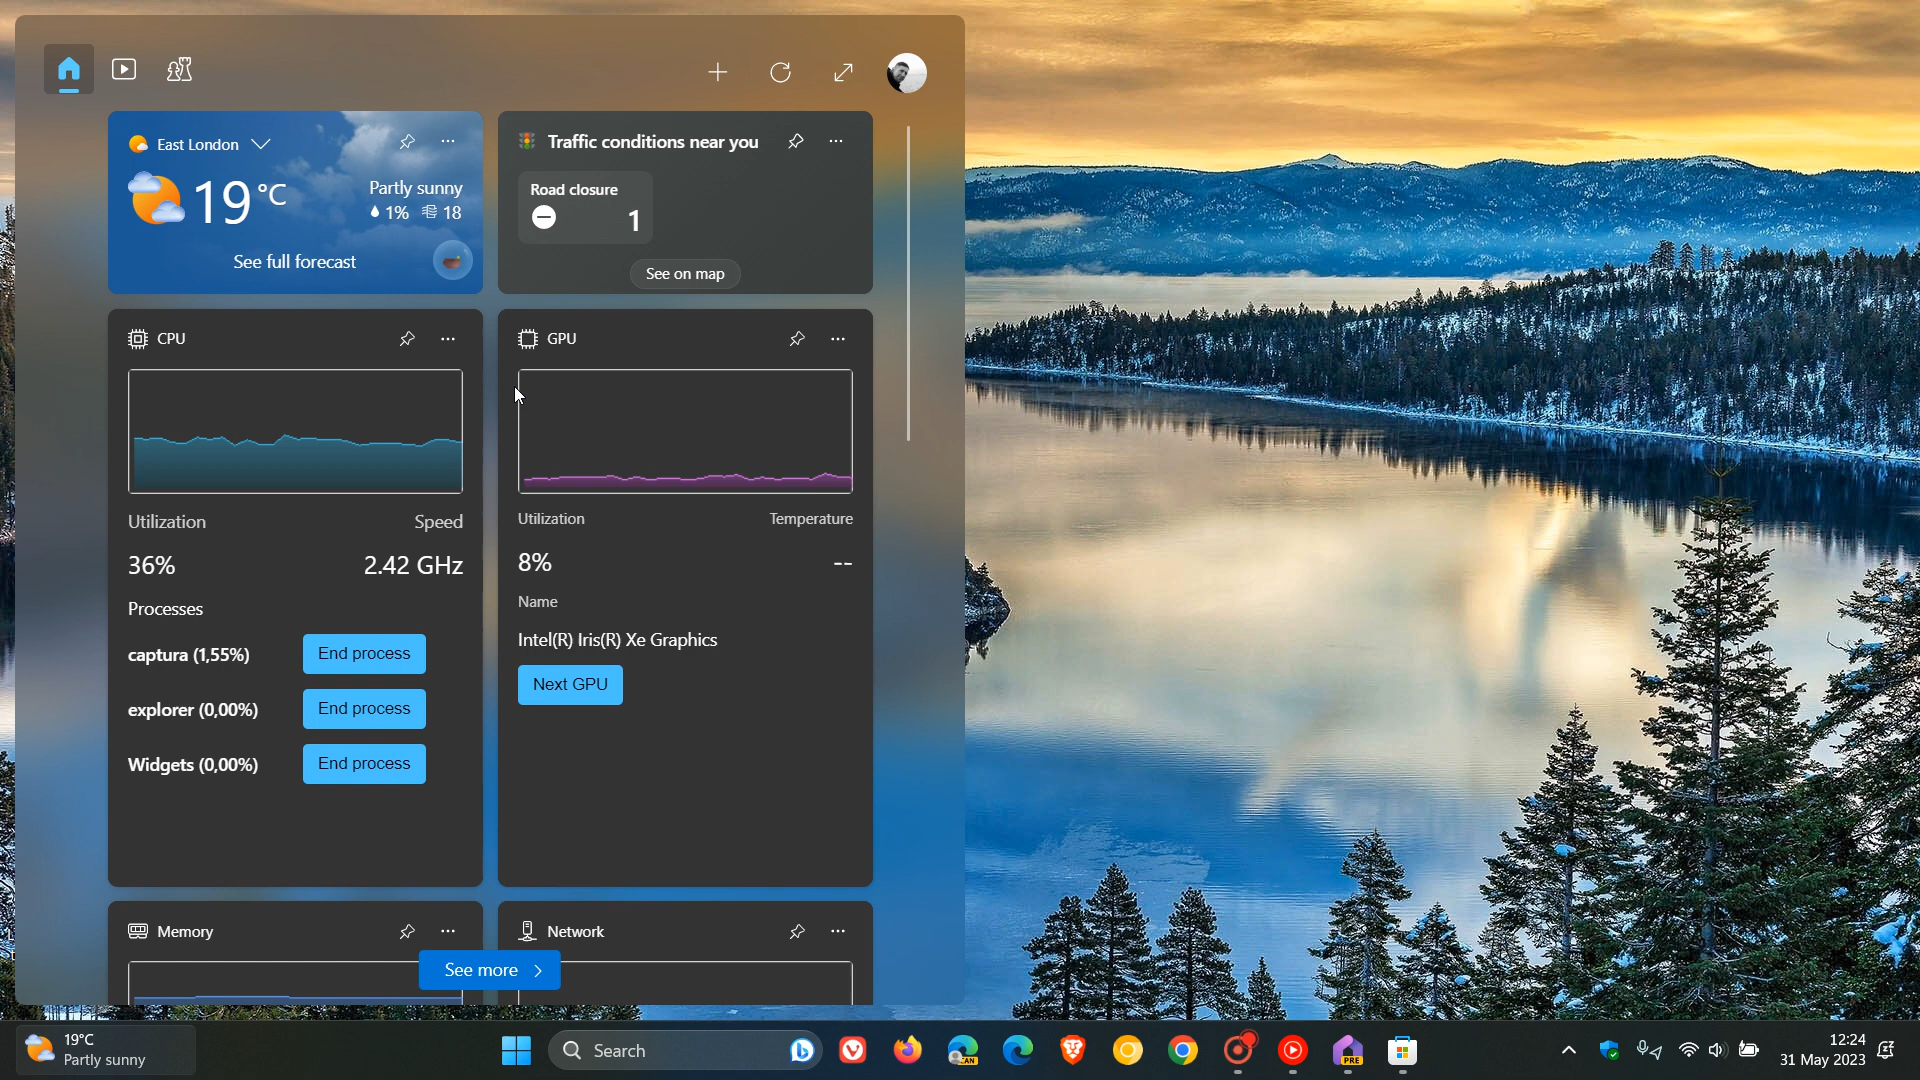 East London
19 °C
Partly sunny
1% 18
See full forecast
Traffic conditions near you
Road closure
1
See on map
CPU
Utilization Speed
36% 2.42 GHz
Processes
captura (1,55%) End process
explorer (0,00%) End process
Widgets (0,00%) End process
GPU
Utilization Temperature
8% --
Name
Intel(R) Iris(R) Xe Graphics
Next GPU
Memory
Network
See more
19°C
Partly sunny
Search
CAN
PRE
12:24
31 May 2023